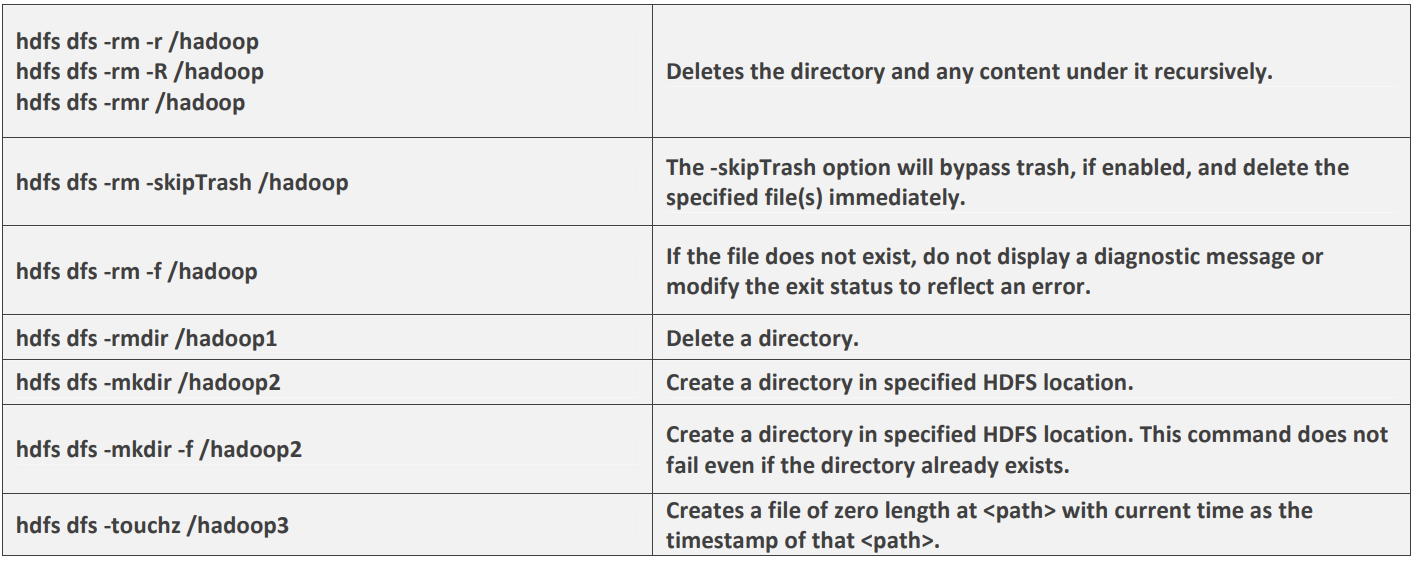 hdfs dfs -rm -r /hadoop
hdfs dfs -rm -R /hadoop
hdfs dfs -rmr /hadoop
Deletes the directory and any content under it recursively.
hdfs dfs -rm -skipTrash /hadoop
The -skipTrash option will bypass trash, if enabled, and delete the
specified file(s) immediately.
hdfs dfs -rm -f /hadoop
If the file does not exist, do not display a diagnostic message or
modify the exit status to reflect an error.
hdfs dfs -rmdir /hadoop1
Delete a directory.
hdfs dfs -mkdir /hadoop2
Create a directory in specified HDFS location.
hdfs dfs -mkdir -f /hadoop2
Create a directory in specified HDFS location. This command does not
fail even if the directory already exists.
hdfs dfs -touchz /hadoop3
Creates a file of zero length at <path> with current time as the
timestamp of that <path>.